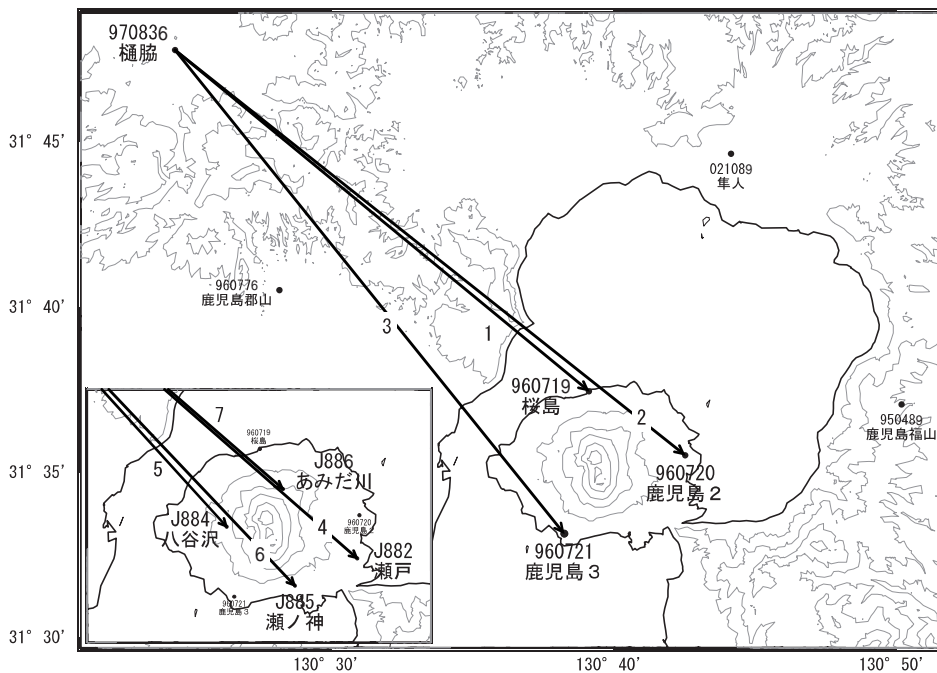 970836
樋脇
31° 45'
021089
隼人
960776
鹿児島郡山
31° 40'
3
1
960719
桜島
2
950489
鹿児島福山
7
960719
桜島
31° 35'
5
J886
あみだ川
960720
鹿児島2
J884
八谷沢
4
960720
6
J882
瀬戸
960721
鹿児島3
960721
鹿児島3
J885
瀬ノ神
31° 30'
130° 30'
130° 40'
130° 50'